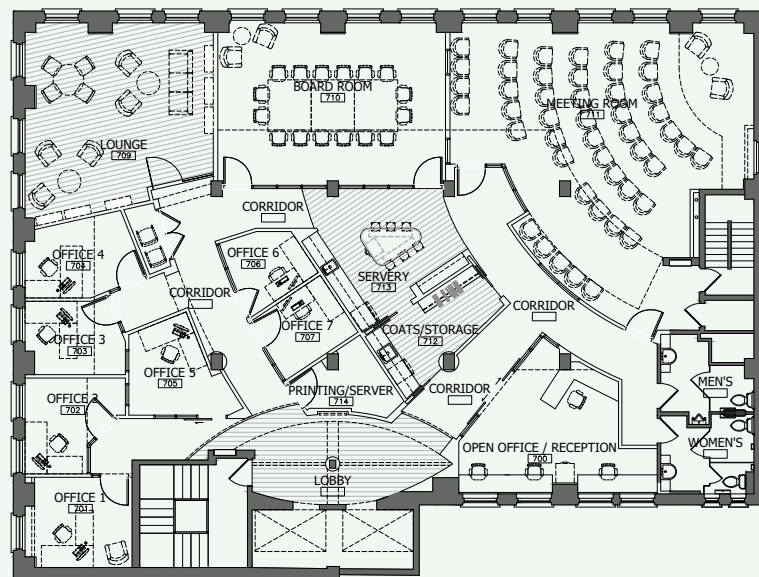 BOARD ROOM
710
MEETING ROOM
711
LOUNGE
709
CORRIDOR
OFFICE 4
704
OFFICE 6
706
SERVERY
713
CORRIDOR
CORRIDOR
OFFICE 7
707
COATS/STORAGE
712
OFFICE 3
703
OFFICE 5
705
MEN'S
PRINTING/SERVER
714
CORRIDOR
OFFICE 2
702
WOMEN'S
OPEN OFFICE / RECEPTION
700
LOBBY
OFFICE 1
701